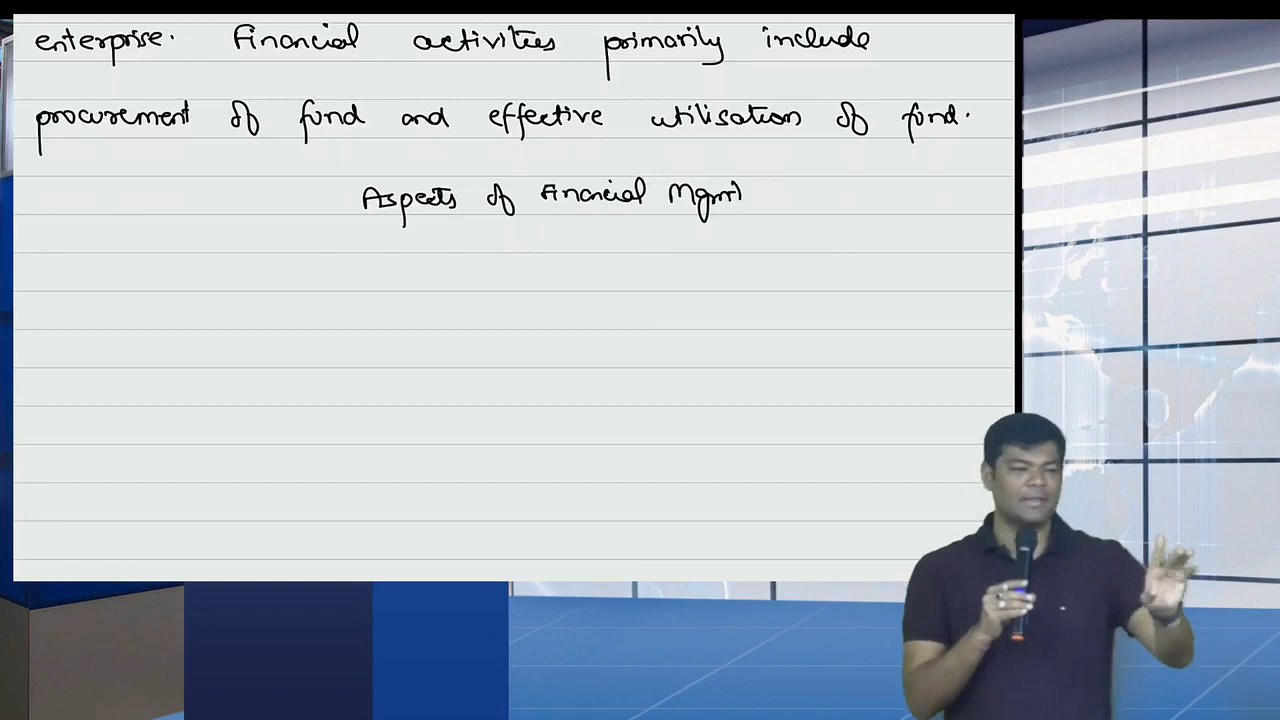 enterprise. Financial activities primarily include
procurement of fund and effective utilisation of fund.
Aspects of Financial Mgmt